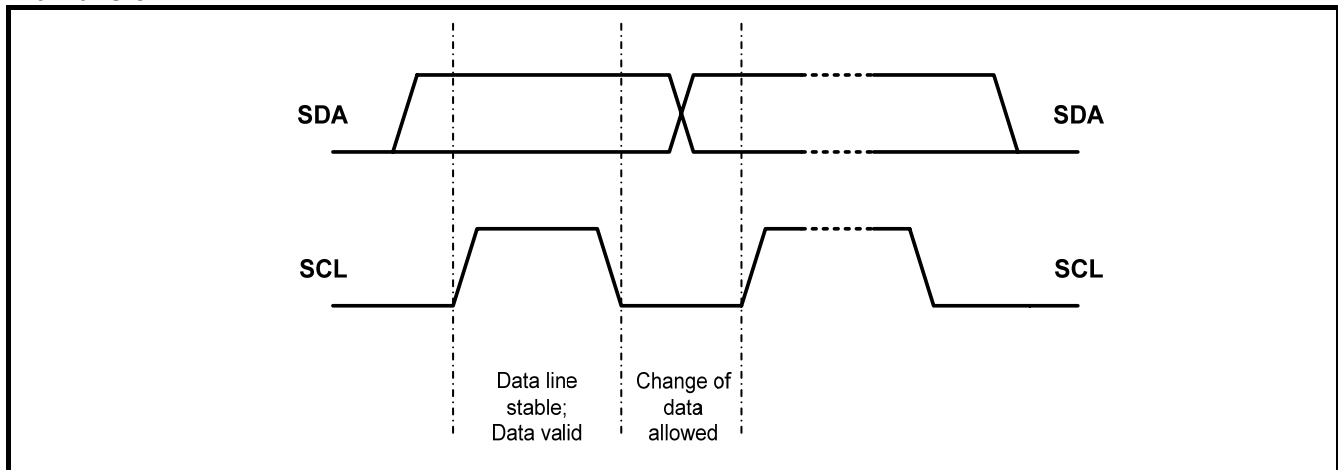 SDA
SDA
SCL
SCL
Data line
stable;
Data valid
Change of
data
allowed